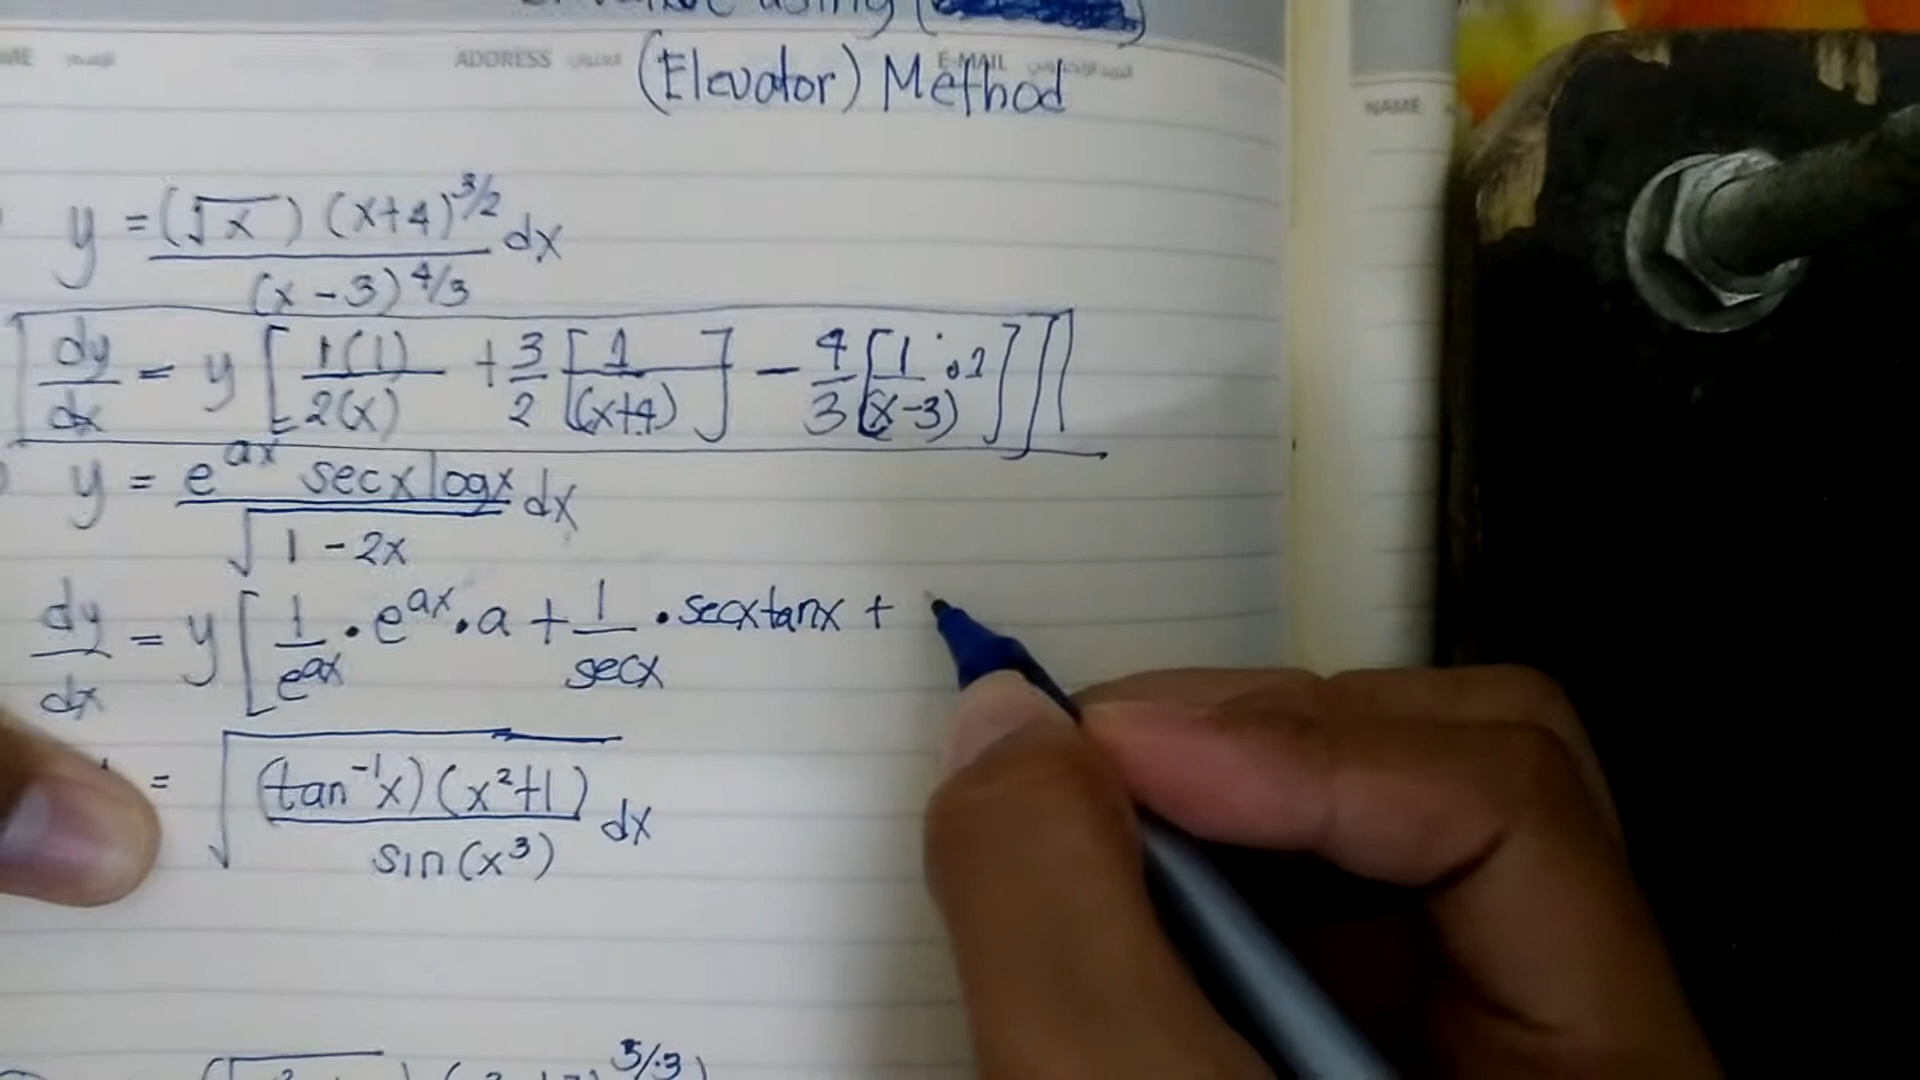 using
(Elevator) Method
ADDRESS E-MAIL
NAME
y = (√x) (x+4)^3/2 dx
(x-3)^4/3
dy/dx = y [1(1)/2(x) + 3/2 [1/(x+4)] - 4/3 [1/(x-3) · 1]]
y = e^ax secx logx dx
√1-2x
dy/dx = y [1/e^ax · e^ax · a + 1/secx · secxtanx +
= √(tan⁻¹x)(x²+1) dx
sin(x³)